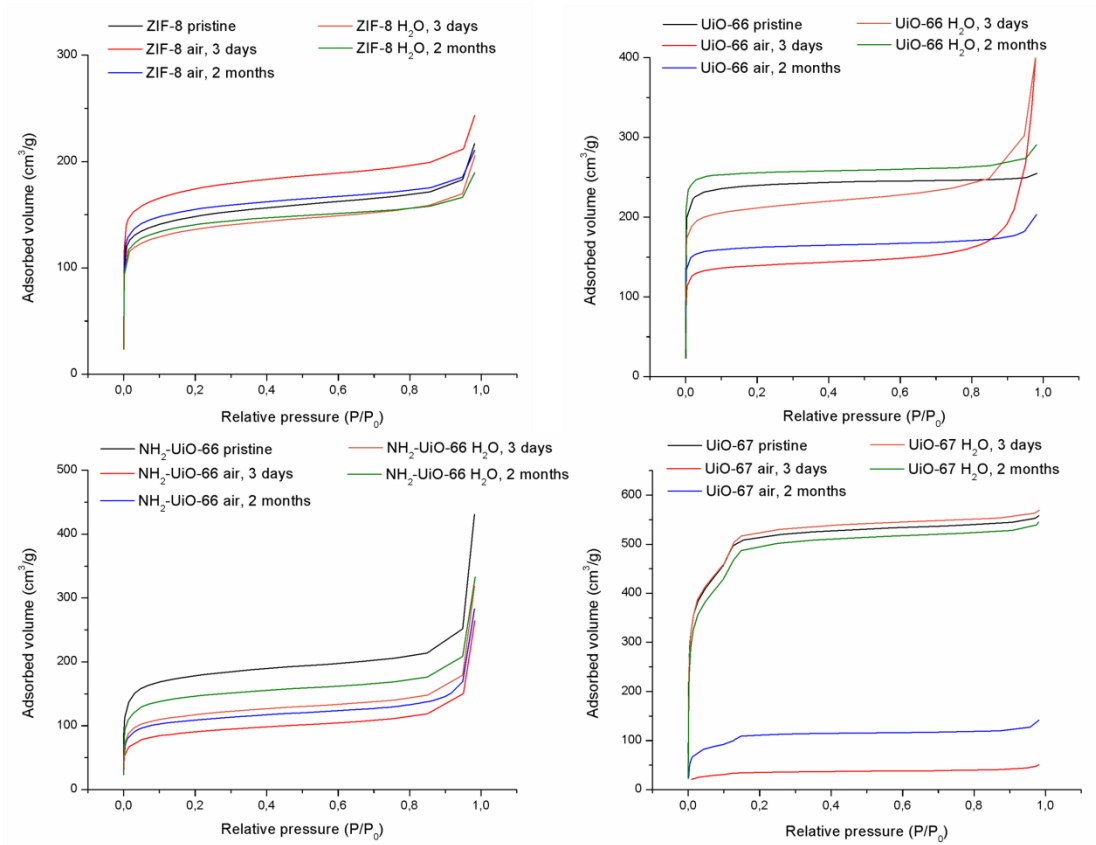 ZIF-8 pristine
ZIF-8 H₂O, 3 days
ZIF-8 air, 3 days
ZIF-8 H₂O, 2 months
ZIF-8 air, 2 months
300
200
100
0
Adsorbed volume (cm³/g)
0,0 0,2 0,4 0,6 0,8 1,0
Relative pressure (P/P₀)
UiO-66 pristine
UiO-66 H₂O, 3 days
UiO-66 air, 3 days
UiO-66 H₂O, 2 months
UiO-66 air, 2 months
400
300
200
100
0
Adsorbed volume (cm³/g)
0,0 0,2 0,4 0,6 0,8 1,0
Relative pressure (P/P₀)
NH₂-UiO-66 pristine
NH₂-UiO-66 H₂O, 3 days
NH₂-UiO-66 air, 3 days
NH₂-UiO-66 H₂O, 2 months
NH₂-UiO-66 air, 2 months
500
400
300
200
100
0
Adsorbed volume (cm³/g)
0,0 0,2 0,4 0,6 0,8 1,0
Relative pressure (P/P₀)
UiO-67 pristine
UiO-67 H₂O, 3 days
UiO-67 air, 3 days
UiO-67 H₂O, 2 months
UiO-67 air, 2 months
600
500
400
300
200
100
0
Adsorbed volume (cm³/g)
0,0 0,2 0,4 0,6 0,8 1,0
Relative pressure (P/P₀)